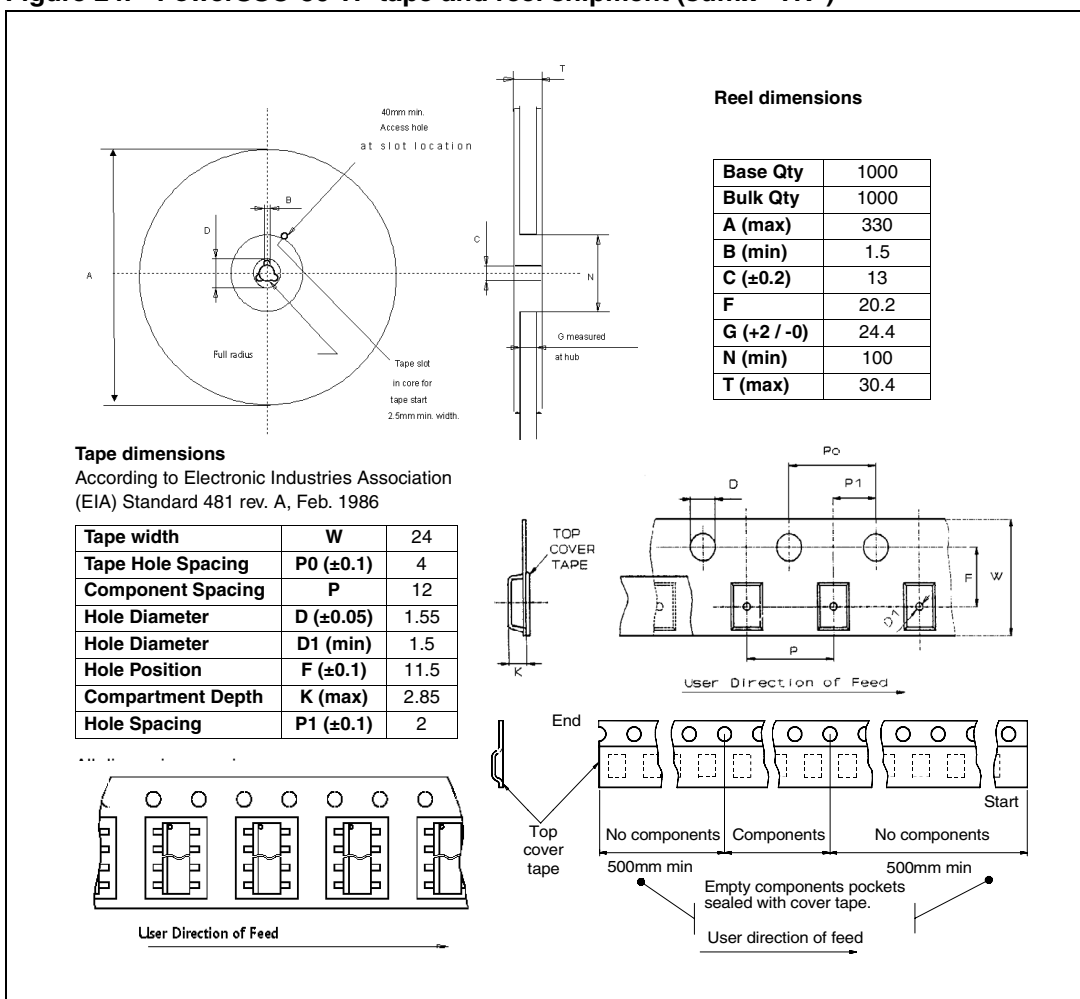 T
40mm min.
Access hole
at slot location
B
D
C
A
N
Full radius
Tape slot
in core for
tape start
2.5mm min. width.
G measured
at hub
Reel dimensions
Base Qty 1000
Bulk Qty 1000
A (max) 330
B (min) 1.5
C (±0.2) 13
F 20.2
G (+2 / -0) 24.4
N (min) 100
T (max) 30.4
Tape dimensions
According to Electronic Industries Association
(EIA) Standard 481 rev. A, Feb. 1986
Tape width W 24
Tape Hole Spacing P0 (±0.1) 4
Component Spacing P 12
Hole Diameter D (±0.05) 1.55
Hole Diameter D1 (min) 1.5
Hole Position F (±0.1) 11.5
Compartment Depth K (max) 2.85
Hole Spacing P1 (±0.1) 2
TOP
COVER
TAPE
K
Po
D
P1
F
W
D1
P
User Direction of Feed
End
Start
Top
cover
tape
No components Components No components
500mm min 500mm min
Empty components pockets
sealed with cover tape.
User direction of feed
User Direction of Feed